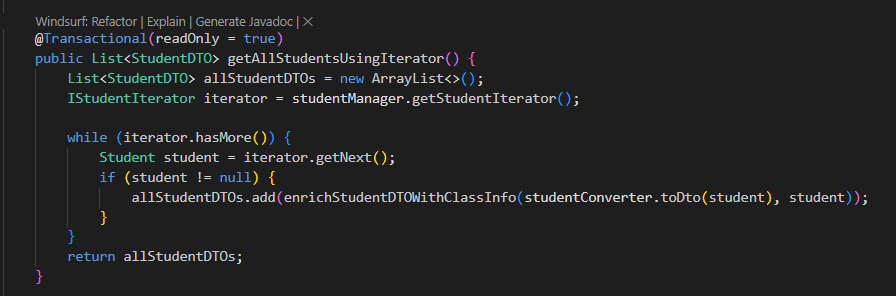 Windsurf: Refactor | Explain | Generate Javadoc | ×
@Transactional(readOnly = true)
public List<StudentDTO> getAllStudentsUsingIterator() {
    List<StudentDTO> allStudentDTOs = new ArrayList<>();
    IStudentIterator iterator = studentManager.getStudentIterator();

    while (iterator.hasMore()) {
        Student student = iterator.getNext();
        if (student != null) {
            allStudentDTOs.add(enrichStudentDTOWithClassInfo(studentConverter.toDto(student), student));
        }
    }
    return allStudentDTOs;
}